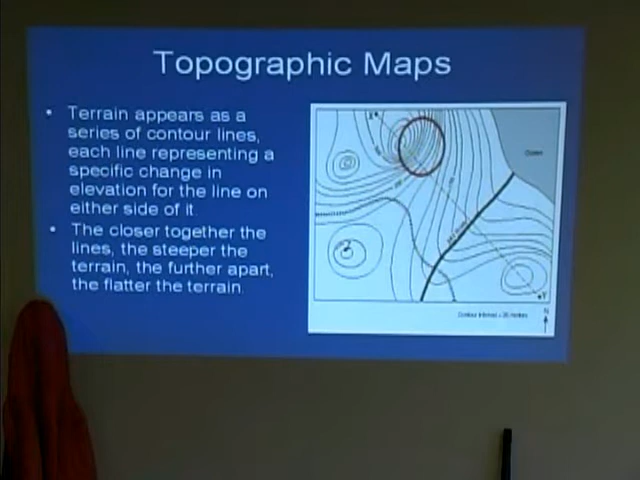 Topographic Maps
• Terrain appears as a
series of contour lines,
each line representing a
specific change in
elevation for the line on
either side of it
• The closer together the
lines, the steeper the
terrain, the further apart,
the flatter the terrain
X
Ocean
Y
N